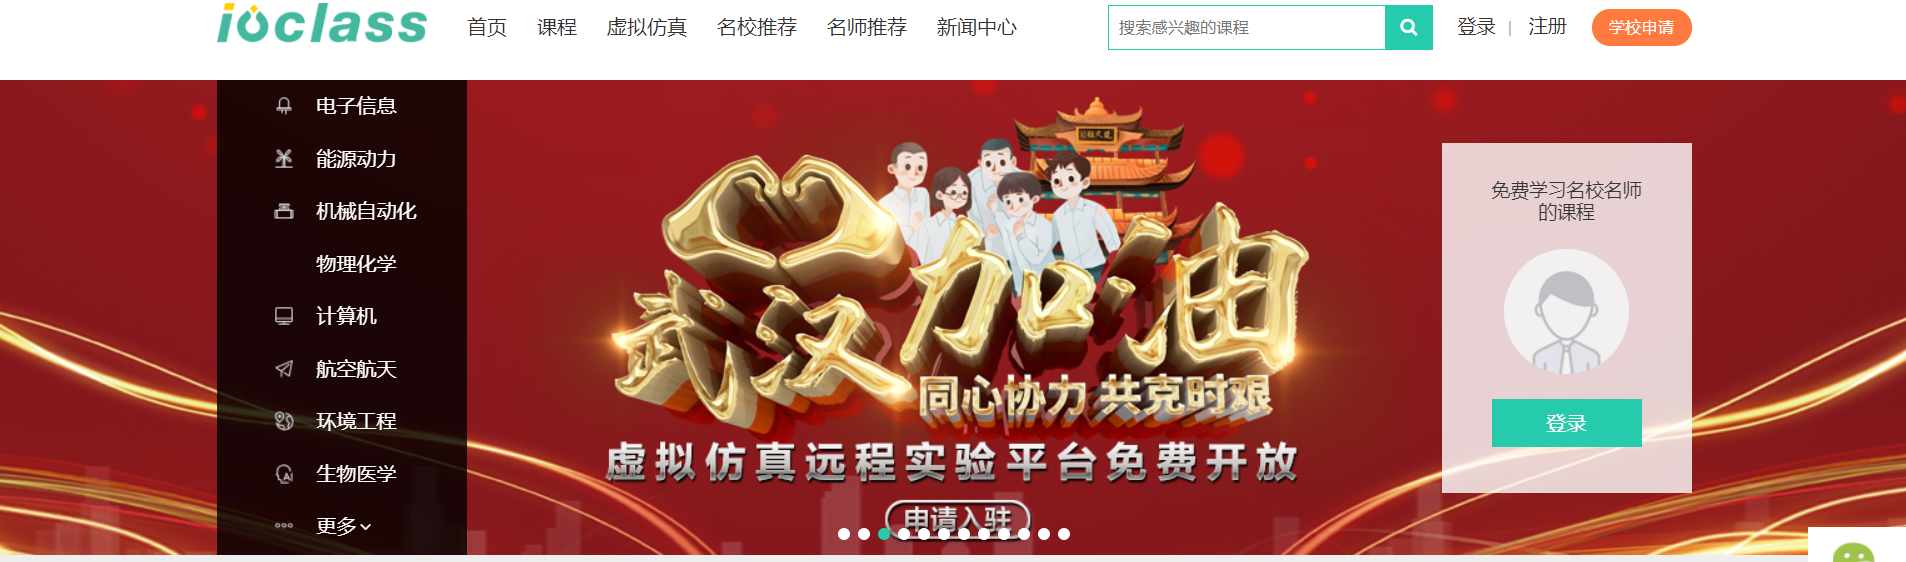 ioclass
首页 课程 虚拟仿真 名校推荐 名师推荐 新闻中心
搜索感兴趣的课程
登录 | 注册
学校申请
电子信息
能源动力
机械自动化
物理化学
计算机
航空航天
环境工程
生物医学
更多
武汉加油
同心协力 共克时艰
虚拟仿真远程实验平台免费开放
申请入驻
免费学习名校名师
的课程
登录